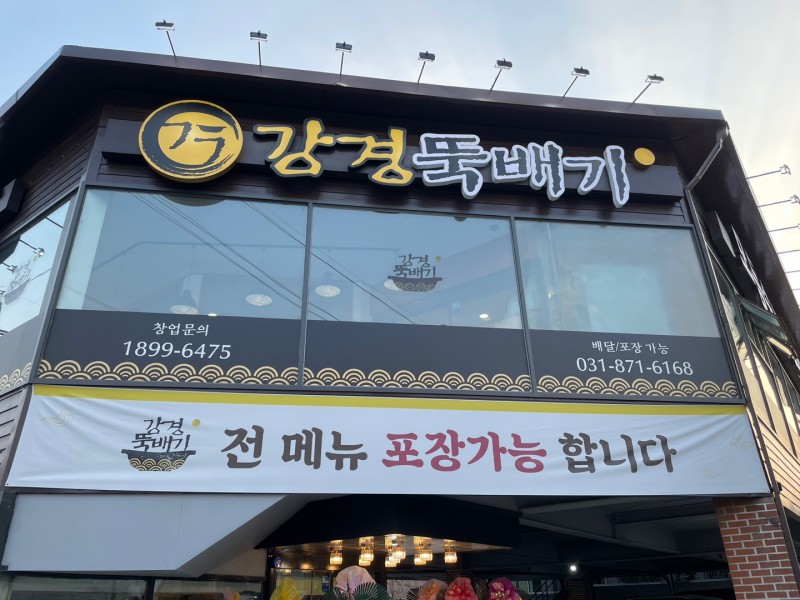 강경뚝배기
강경
뚝배기
창업문의
1899-6475
배달/포장 가능
031-871-6168
강경
뚝배기
전 메뉴 포장가능 합니다